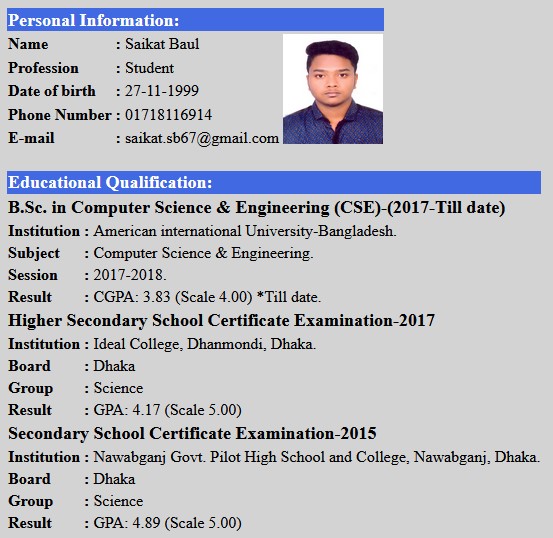 Personal Information:
Name : Saikat Baul
Profession : Student
Date of birth : 27-11-1999
Phone Number : 01718116914
E-mail : saikat.sb67@gmail.com
Educational Qualification:
B.Sc. in Computer Science & Engineering (CSE)-(2017-Till date)
Institution : American international University-Bangladesh.
Subject : Computer Science & Engineering.
Session : 2017-2018.
Result : CGPA: 3.83 (Scale 4.00) *Till date.
Higher Secondary School Certificate Examination-2017
Institution : Ideal College, Dhanmondi, Dhaka.
Board : Dhaka
Group : Science
Result : GPA: 4.17 (Scale 5.00)
Secondary School Certificate Examination-2015
Institution : Nawabganj Govt. Pilot High School and College, Nawabganj, Dhaka.
Board : Dhaka
Group : Science
Result : GPA: 4.89 (Scale 5.00)